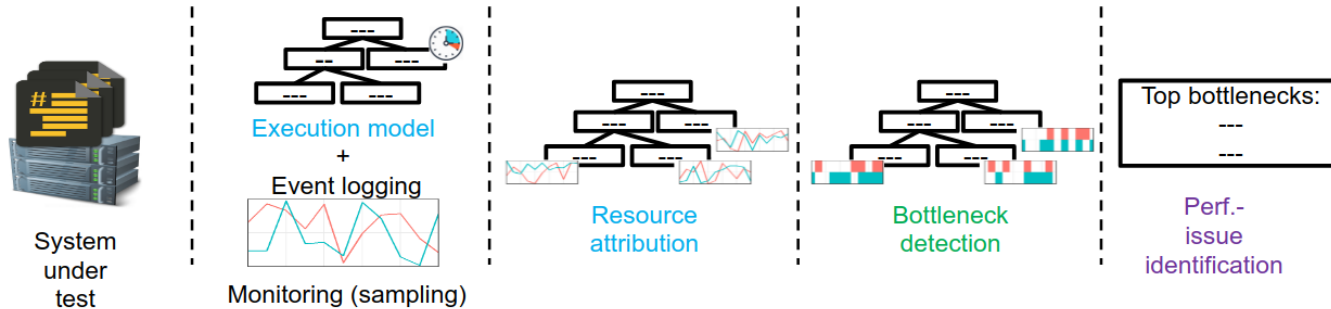 #
System
under
test
---
--
---
---
---
Execution model
+
Event logging
Monitoring (sampling)
---
---
---
---
---
Resource
attribution
---
---
---
---
---
Bottleneck
detection
Top bottlenecks:
---
---
Perf.-
issue
identification